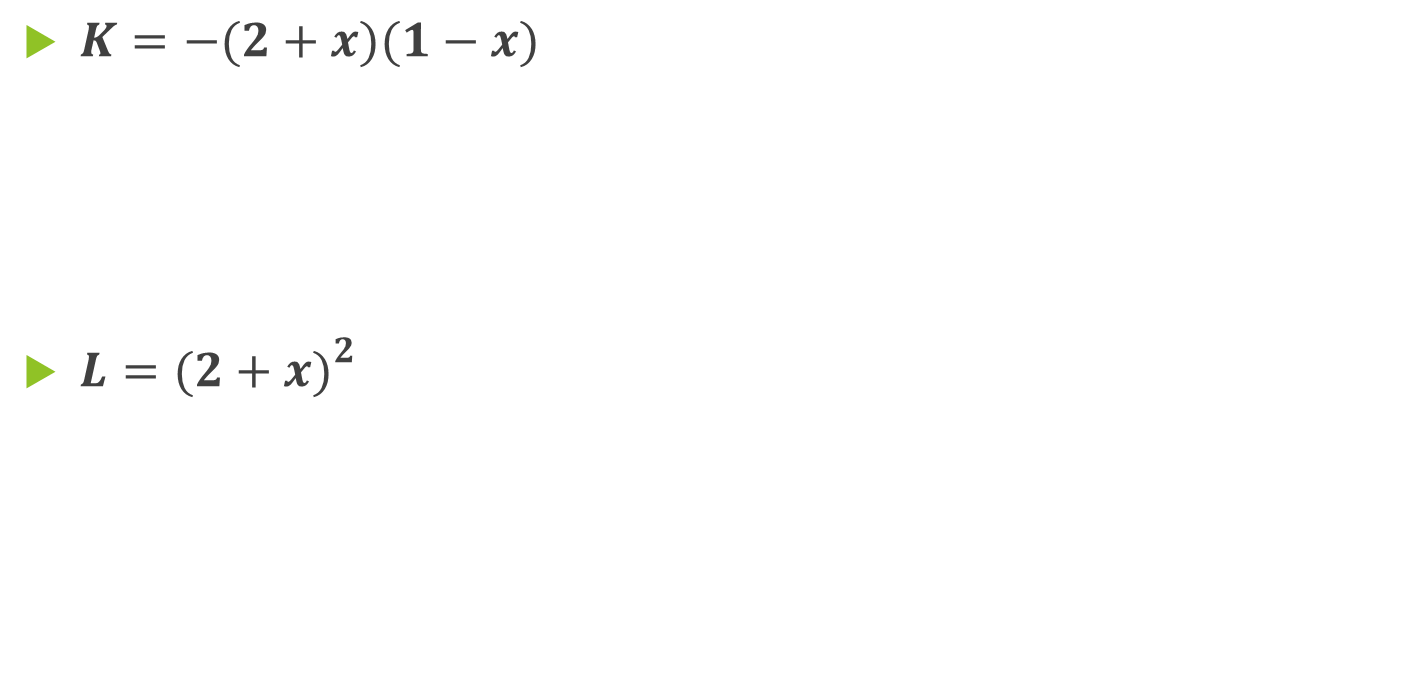 K = −(2 + x)(1 − x)
L = (2 + x)²